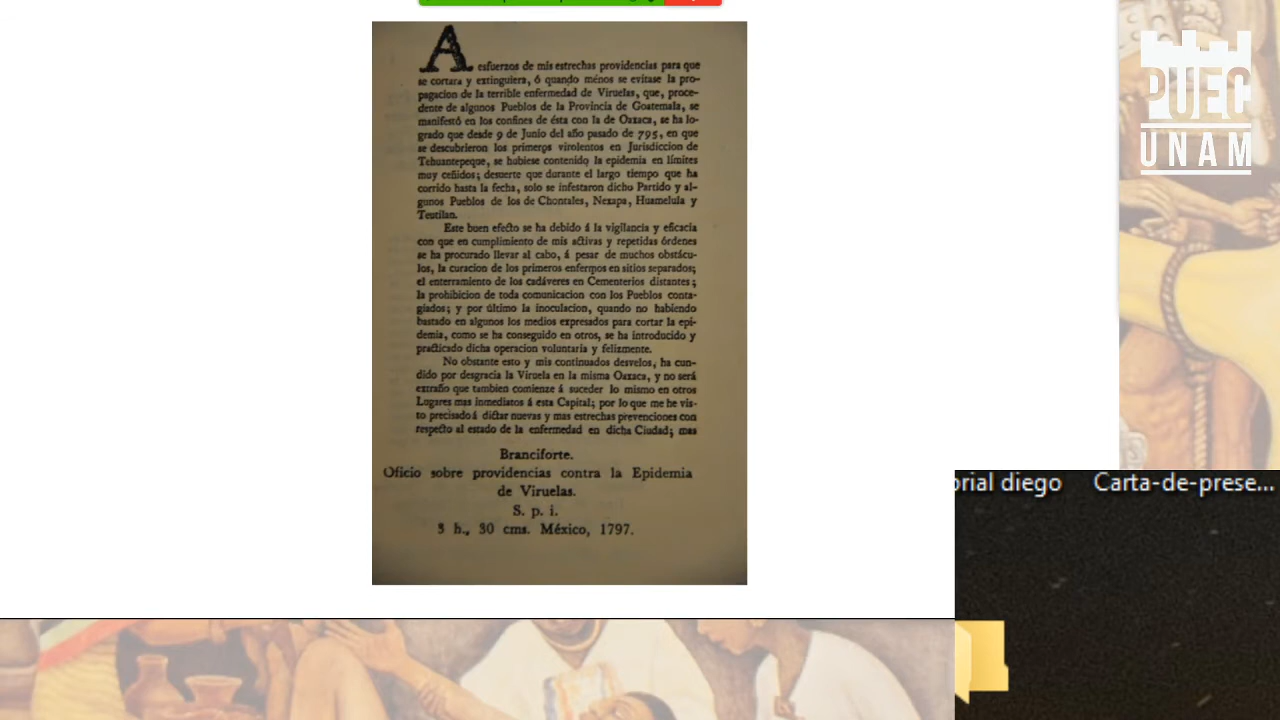 A esfuerzos de mis estrechas providencias para que
se cortara y extinguiera, ó quando ménos se evitase la pro-
pagacion de la terrible enfermedad de Viruelas, que, proce-
dente de algunos Pueblos de la Provincia de Goatemala, se
manifestó en los confines de ésta con la de Oaxaca, se ha lo-
grado que desde 9 de Junio del año pasado de 795, en que
se descubrieron los primeros virolentos en Jurisdiccion de
Tehuantepeque, se hubiese contenido la epidemia en límites
muy ceñidos; desuerte que durante el largo tiempo que ha
corrido hasta la fecha, solo se infestaron dicho Partido y al-
gunos Pueblos de los de Chontales, Nexapa, Huamelula y
Teutilan.
Este buen efecto se ha debido á la vigilancia y eficacia
con que en cumplimiento de mis activas y repetidas órdenes
se ha procurado llevar al cabo, á pesar de muchos obstácu-
los, la curacion de los primeros enfermos en sitios separados;
el enterramiento de los cadáveres en Cementerios distantes;
la prohibicion de toda comunicacion con los Pueblos conta-
giados; y por último la inoculacion, quando no habiendo
bastado en algunos los medios expresados para cortar la epi-
demia, como se ha conseguido en otros, se ha introducido y
practicado dicha operacion voluntaria y felizmente.
No obstante esto y mis continuados desvelos, ha cun-
dido por desgracia la Viruela en la misma Oaxaca, y no será
extraño que tambien comienze á suceder lo mismo en otros
Lugares mas inmediatos á esta Capital; por lo que me he vis-
to precisado á dictar nuevas y mas estrechas prevenciones con
respecto al estado de la enfermedad en dicha Ciudad; mas
Branciforte.
Oficio sobre providencias contra la Epidemia
de Viruelas.
S. p. i.
3 h., 30 cms. México, 1797.
PUEC
UNAM
orial diego
Carta-de-prese...